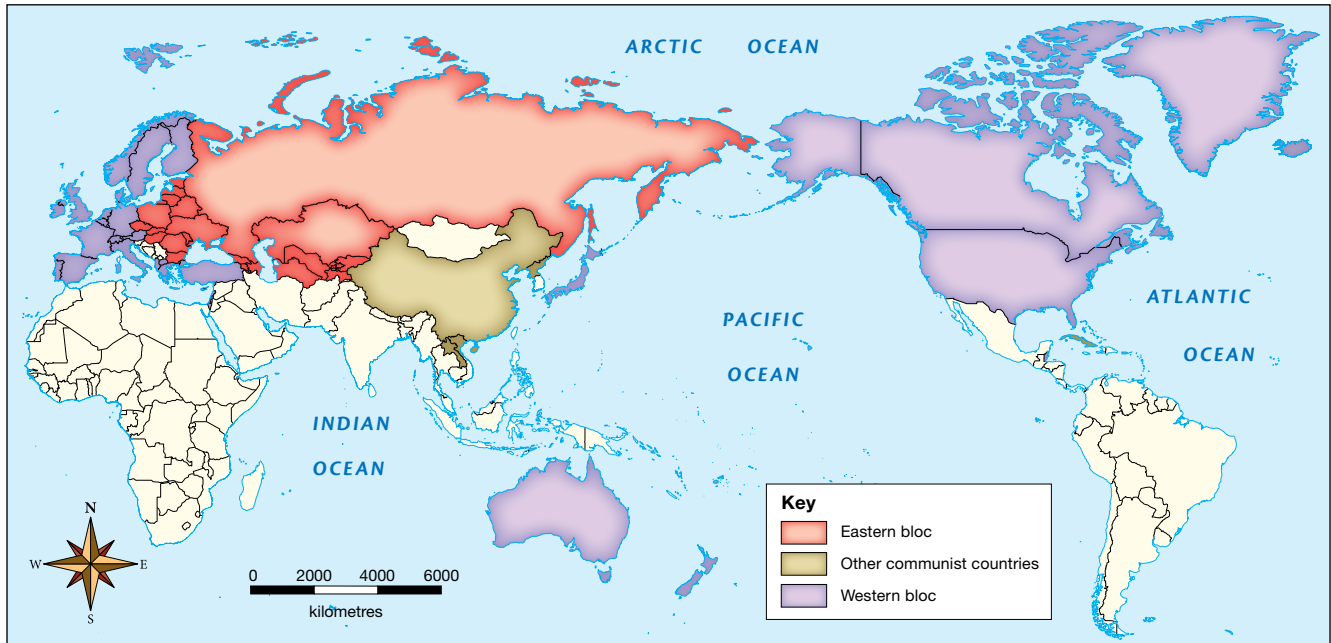 ARCTIC OCEAN
ATLANTIC
OCEAN
PACIFIC
OCEAN
INDIAN
OCEAN
N
W E
S
0 2000 4000 6000
kilometres
Key
Eastern bloc
Other communist countries
Western bloc